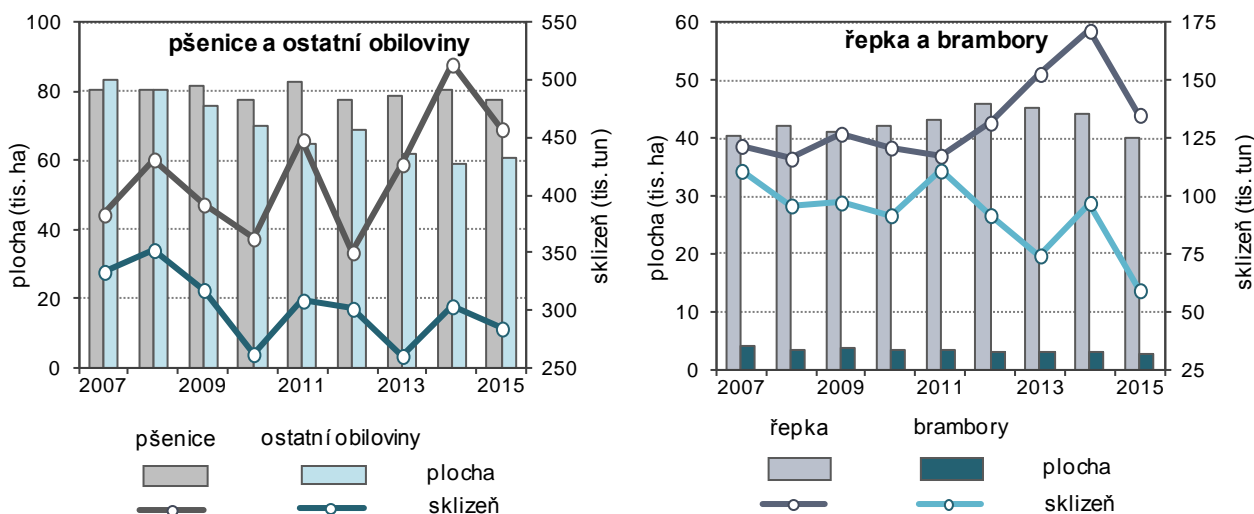 pšenice a ostatní obiloviny
100
80
60
40
20
0
plocha (tis. ha)
550
500
450
400
350
300
250
sklizeň (tis. tun)
2007 2009 2011 2013 2015
pšenice ostatní obiloviny
plocha
sklizeň
řepka a brambory
60
50
40
30
20
10
0
plocha (tis. ha)
175
150
125
100
75
50
25
sklizeň (tis. tun)
2007 2009 2011 2013 2015
řepka brambory
plocha
sklizeň